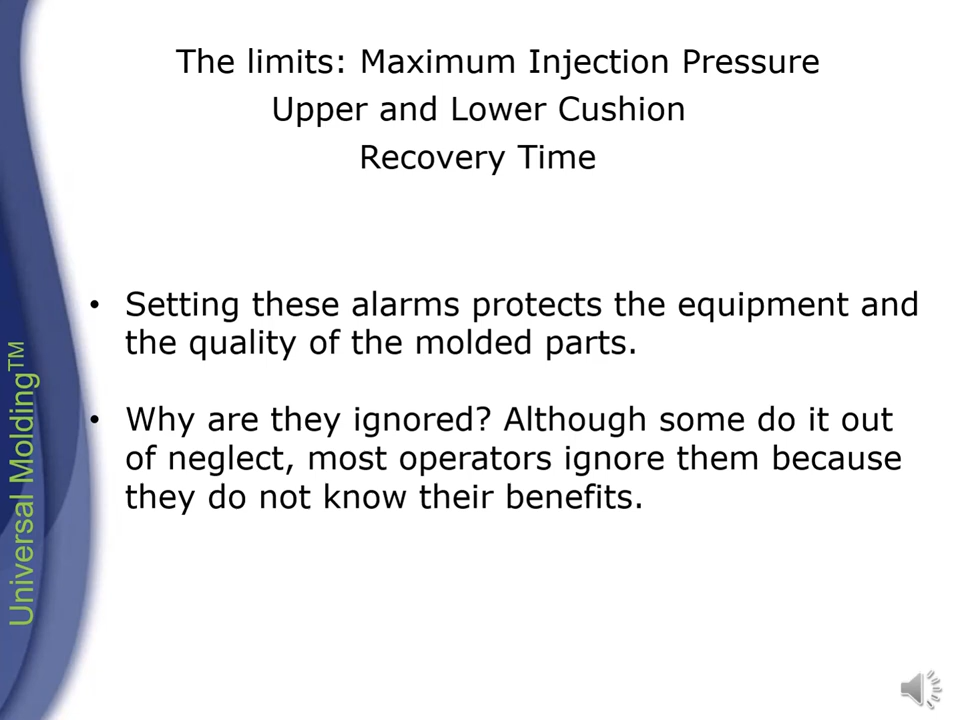 The limits: Maximum Injection Pressure
Upper and Lower Cushion
Recovery Time
• Setting these alarms protects the equipment and
the quality of the molded parts.
• Why are they ignored? Although some do it out
of neglect, most operators ignore them because
they do not know their benefits.
Universal Molding™